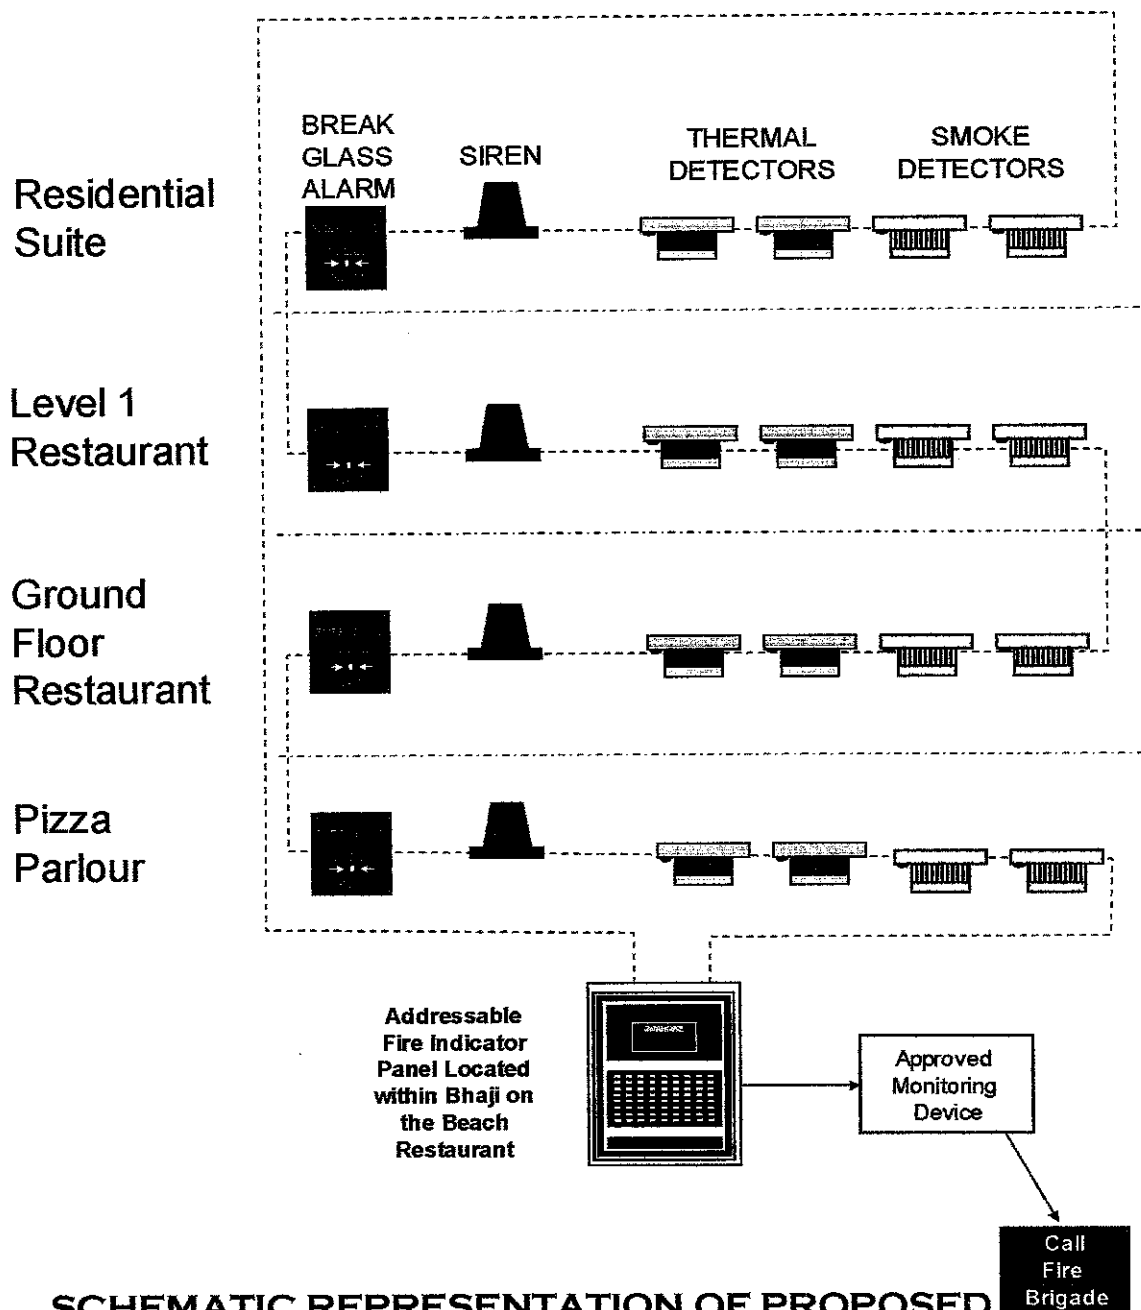 BREAK
GLASS
ALARM
SIREN
THERMAL
DETECTORS
SMOKE
DETECTORS
Residential
Suite
Level 1
Restaurant
Ground
Floor
Restaurant
Pizza
Parlour
Addressable
Fire Indicator
Panel Located
within Bhaji on
the Beach
Restaurant
Approved
Monitoring
Device
Call
Fire
Brigade
SCHEMATIC REPRESENTATION OF PROPOSED